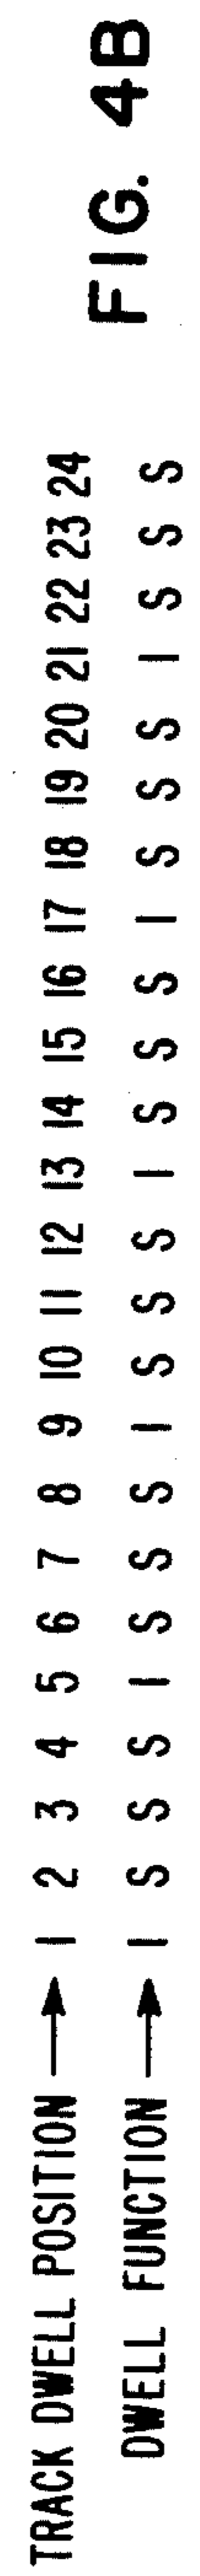 TRACK DWELL POSITION → 1 2 3 4 5 6 7 8 9 10 11 12 13 14 15 16 17 18 19 20 21 22 23 24
DWELL FUNCTION → I S S S I S S S I S S S I S S S I S S S I S S S
FIG. 4B